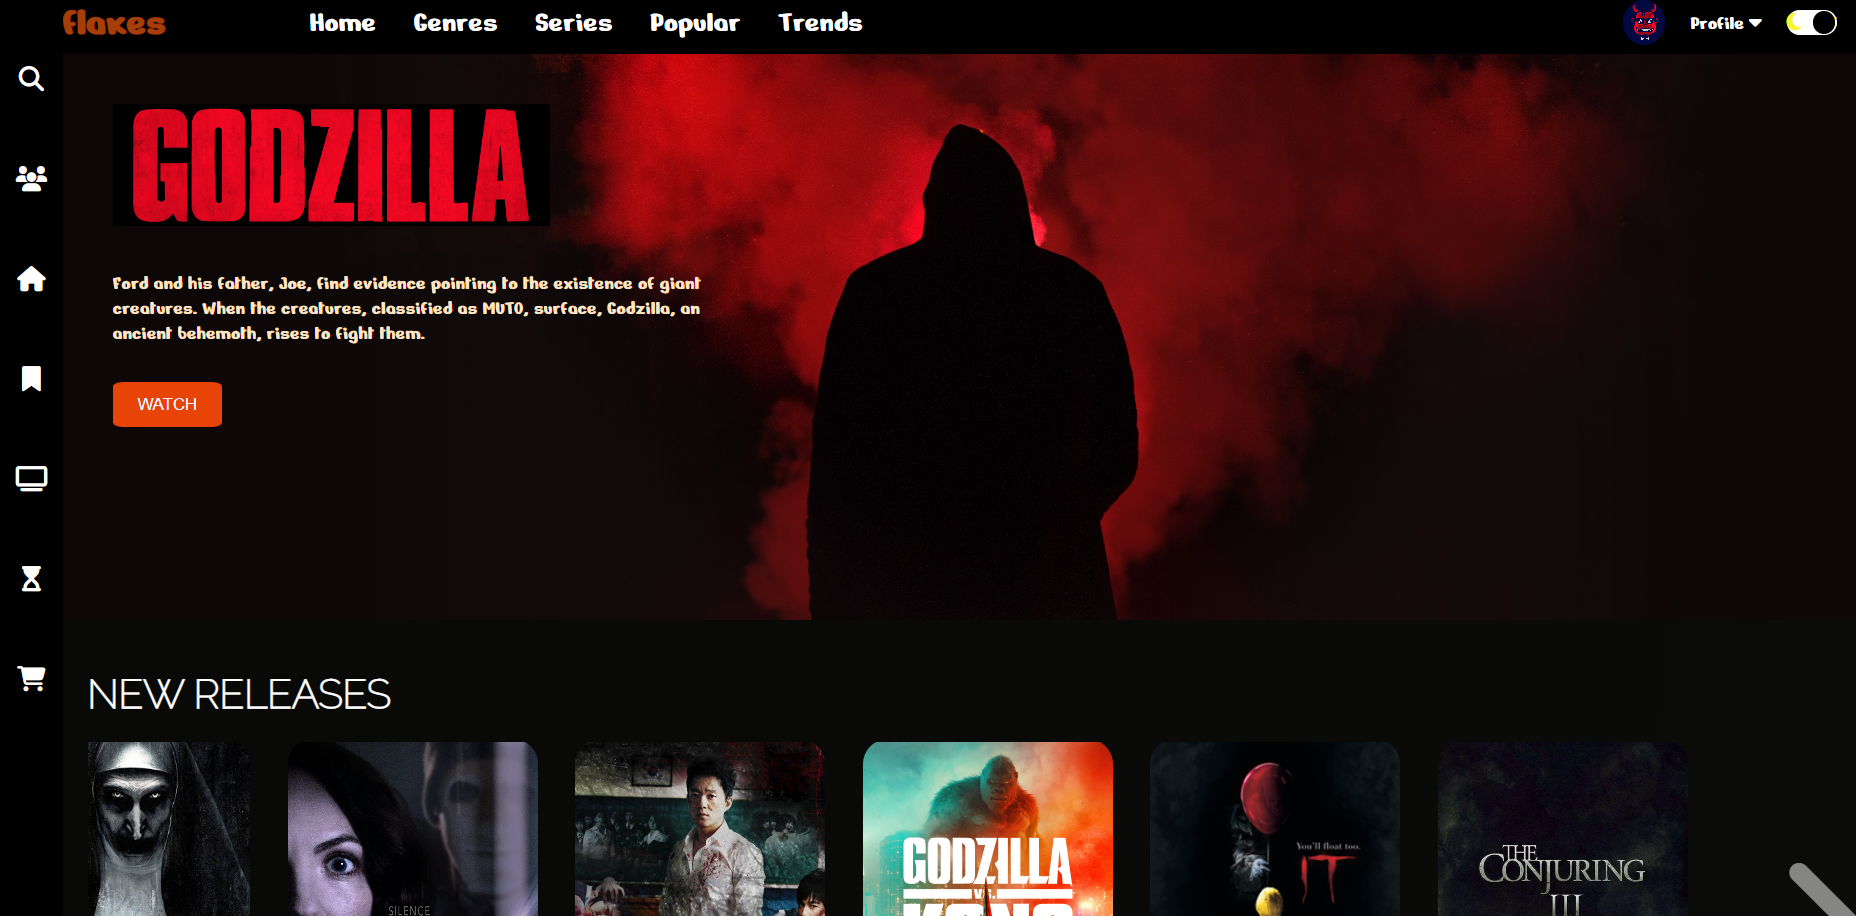 flakes
Home Genres Series Popular Trends
Profile
GODZILLA
Ford and his father, Joe, find evidence pointing to the existence of giant
creatures. When the creatures, classified as MUTO, surface, Godzilla, an
ancient behemoth, rises to fight them.
WATCH
NEW RELEASES
SILENCE
GODZILLA
VS.
KONG
You'll float too.
IT
THE
CONJURING
III